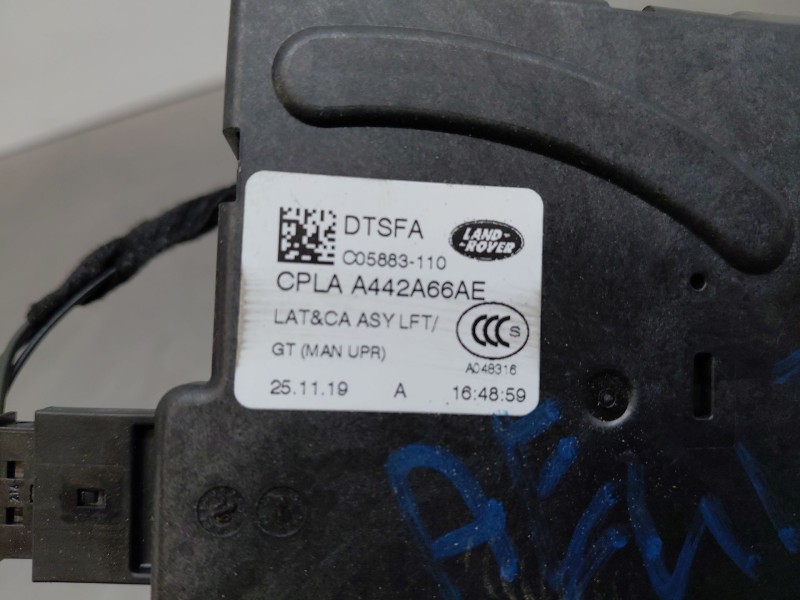 DTSFA
LAND-
ROVER
C05883-110
CPLA A442A66AE
LAT&CA ASY LFT/
CCC S
GT (MAN UPR)
A048316
25.11.19 A 16:48:59